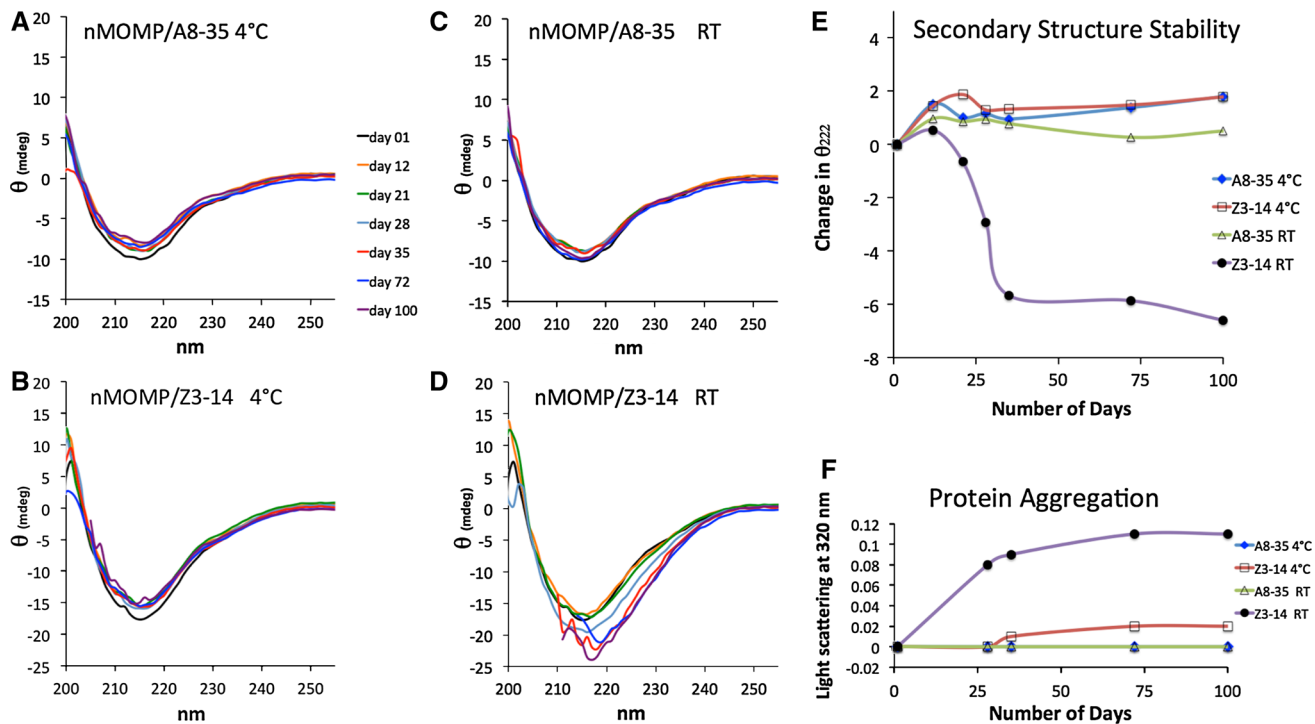 A
nMOMP/A8-35 4°C
20
15
10
5
0
-5
-10
-15
θ (mdeg)
200 210 220 230 240 250
nm
day 01
day 12
day 21
day 28
day 35
day 72
day 100
C
nMOMP/A8-35 RT
20
15
10
5
0
-5
-10
-15
θ (mdeg)
200 210 220 230 240 250
nm
E
Secondary Structure Stability
4
2
0
-2
-4
-6
-8
Change in θ222
0 25 50 75 100
Number of Days
A8-35 4°C
Z3-14 4°C
A8-35 RT
Z3-14 RT
B
nMOMP/Z3-14 4°C
20
15
10
5
0
-5
-10
-15
-20
-25
θ (mdeg)
200 210 220 230 240 250
nm
D
nMOMP/Z3-14 RT
20
15
10
5
0
-5
-10
-15
-20
-25
θ (mdeg)
200 210 220 230 240 250
nm
F
Protein Aggregation
0.12
0.1
0.08
0.06
0.04
0.02
0
-0.02
Light scattering at 320 nm
0 25 50 75 100
Number of Days
A8-35 4°C
Z3-14 4°C
A8-35 RT
Z3-14 RT